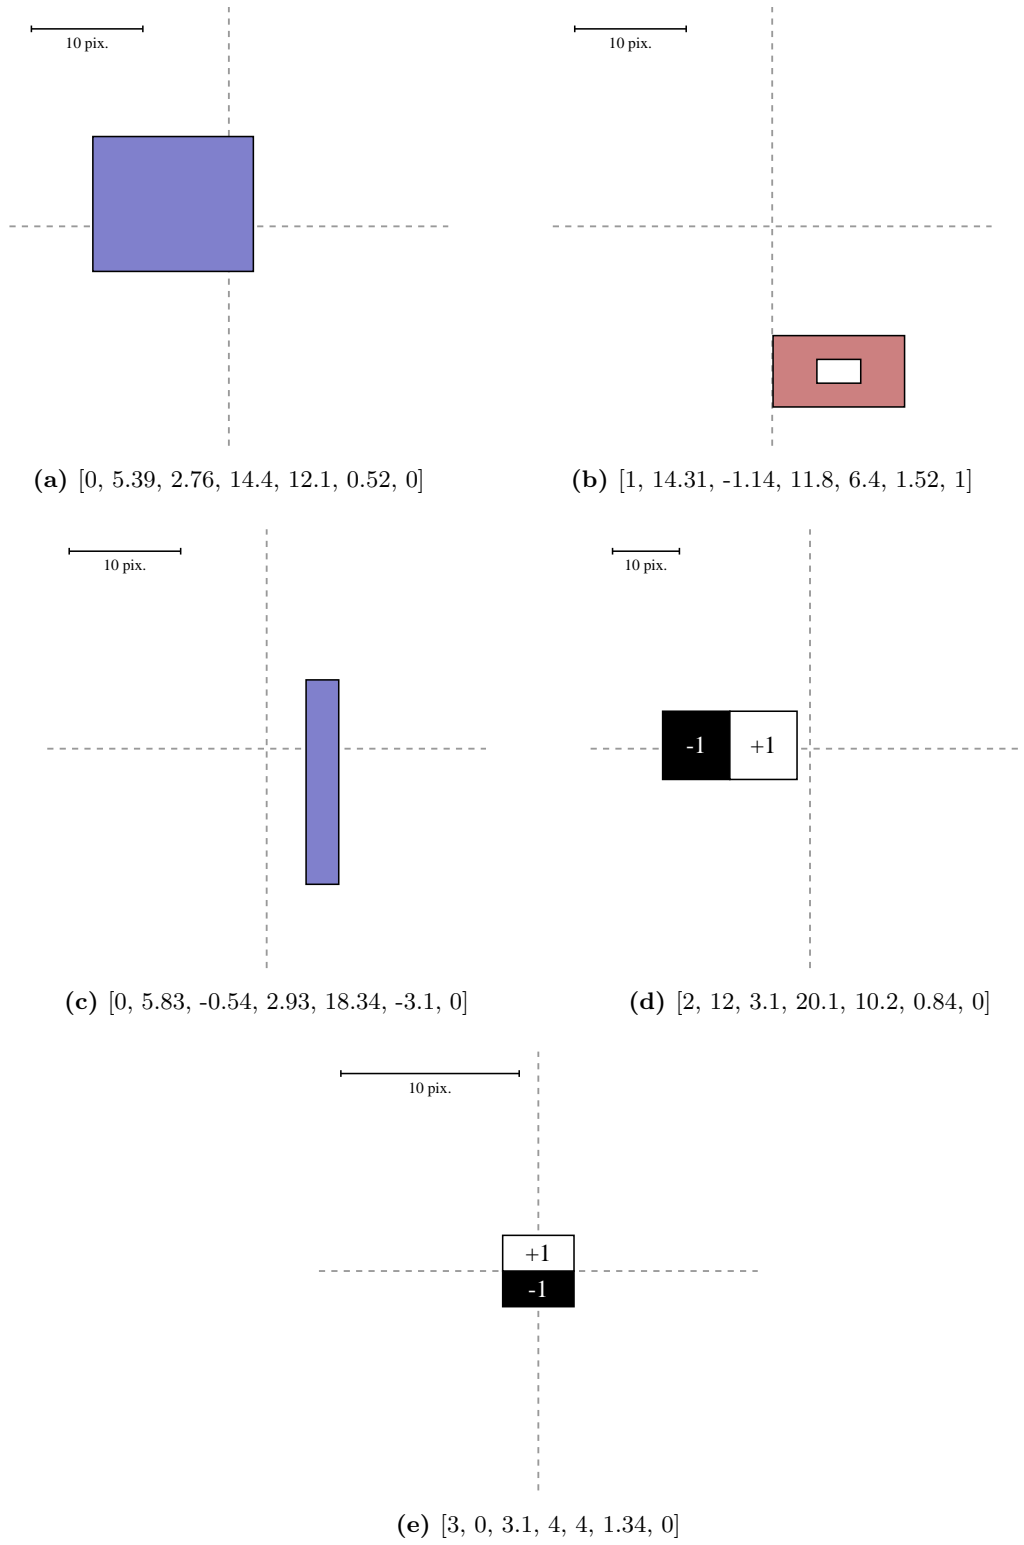 10 pix.
10 pix.
(a) [0, 5.39, 2.76, 14.4, 12.1, 0.52, 0]
(b) [1, 14.31, -1.14, 11.8, 6.4, 1.52, 1]
10 pix.
10 pix.
-1
+1
(c) [0, 5.83, -0.54, 2.93, 18.34, -3.1, 0]
(d) [2, 12, 3.1, 20.1, 10.2, 0.84, 0]
10 pix.
+1
-1
(e) [3, 0, 3.1, 4, 4, 1.34, 0]